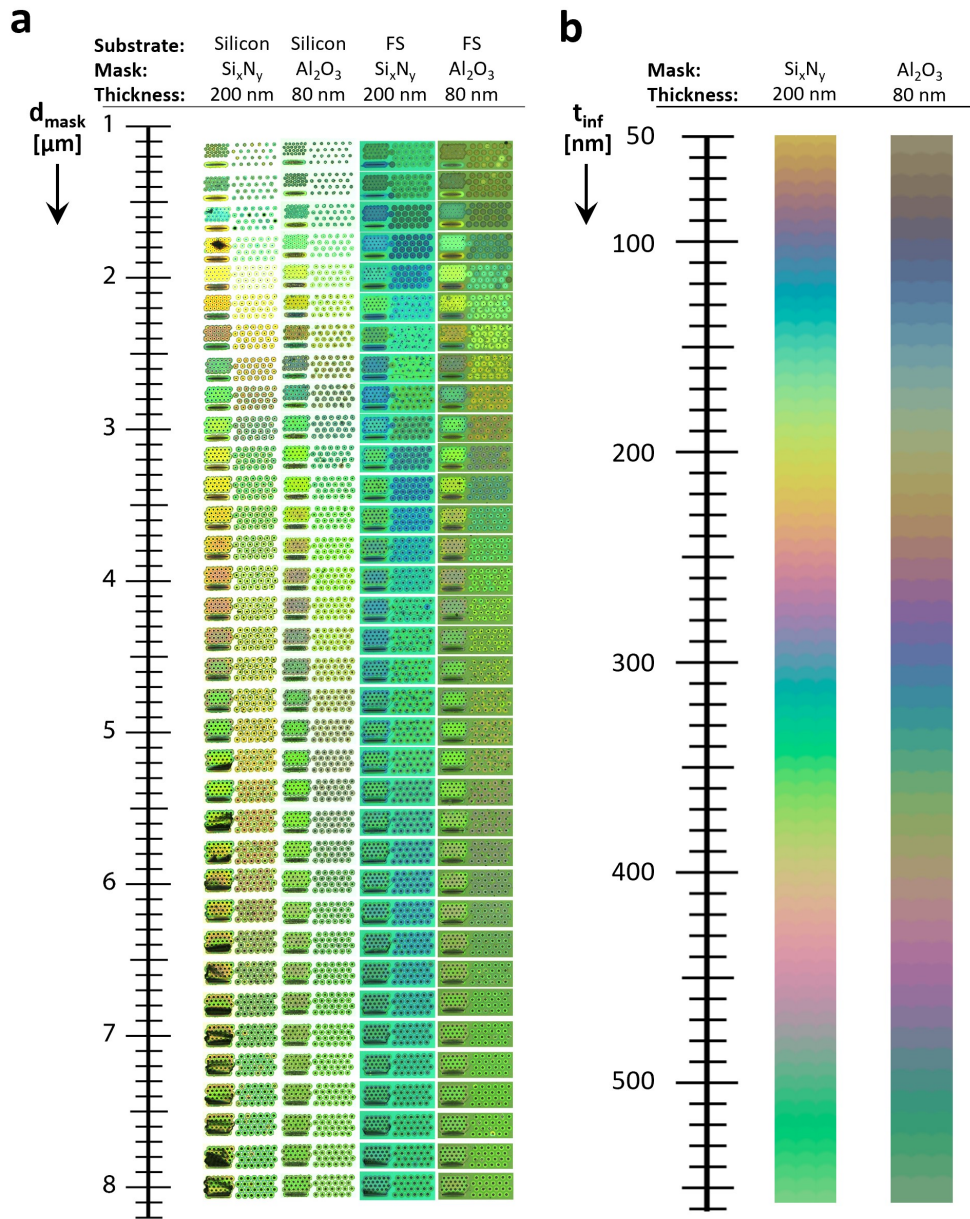 a
Substrate: Silicon Silicon FS FS
Mask: SixNy Al2O3 SixNy Al2O3
Thickness: 200 nm 80 nm 200 nm 80 nm
dmask
[µm]
1
2
3
4
5
6
7
8
b
Mask: SixNy Al2O3
Thickness: 200 nm 80 nm
tinf
[nm]
50
100
200
300
400
500